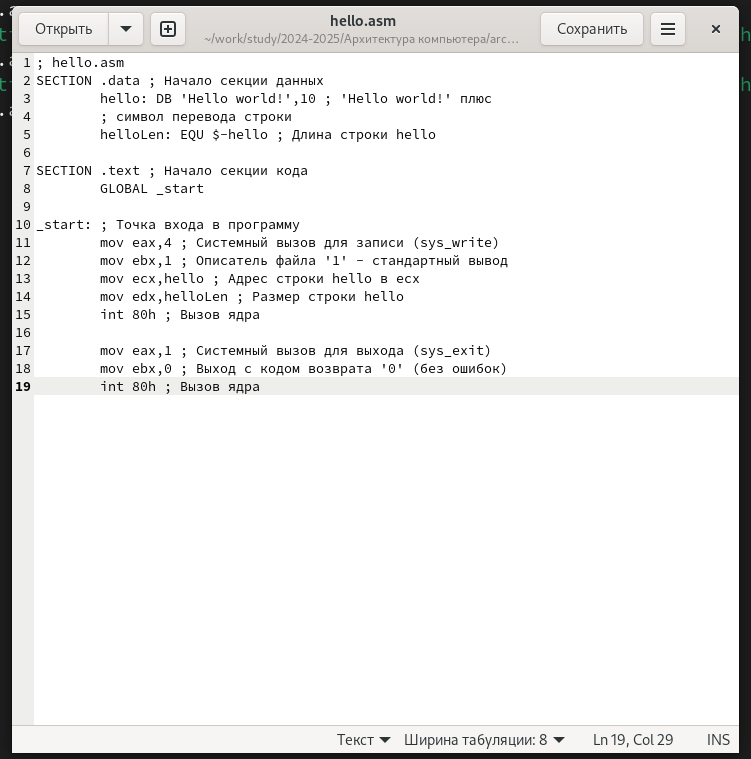 Открыть
hello.asm
~/work/study/2024-2025/Архитектура компьютера/arc…
Сохранить
1 ; hello.asm
2 SECTION .data ; Начало секции данных
3         hello: DB 'Hello world!',10 ; 'Hello world!' плюс
4         ; символ перевода строки
5         helloLen: EQU $-hello ; Длина строки hello
6
7 SECTION .text ; Начало секции кода
8         GLOBAL _start
9
10 _start: ; Точка входа в программу
11         mov eax,4 ; Системный вызов для записи (sys_write)
12         mov ebx,1 ; Описатель файла '1' - стандартный вывод
13         mov ecx,hello ; Адрес строки hello в ecx
14         mov edx,helloLen ; Размер строки hello
15         int 80h ; Вызов ядра
16
17         mov eax,1 ; Системный вызов для выхода (sys_exit)
18         mov ebx,0 ; Выход с кодом возврата '0' (без ошибок)
19         int 80h ; Вызов ядра
Текст Ширина табуляции: 8 Ln 19, Col 29 INS